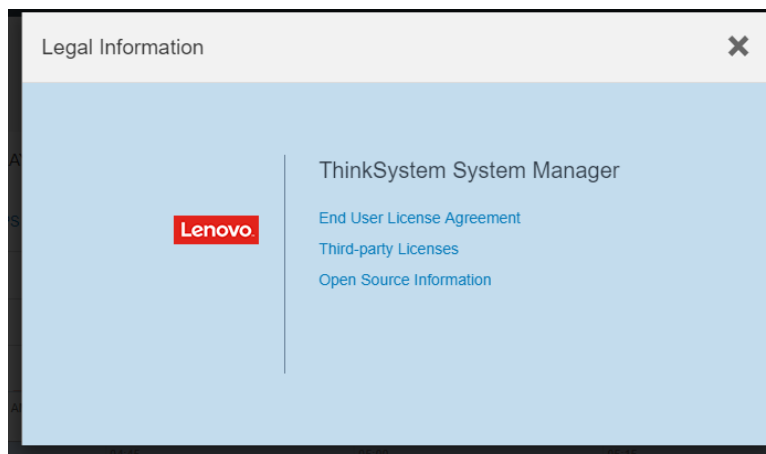 Legal Information
Lenovo.
ThinkSystem System Manager
End User License Agreement
Third-party Licenses
Open Source Information